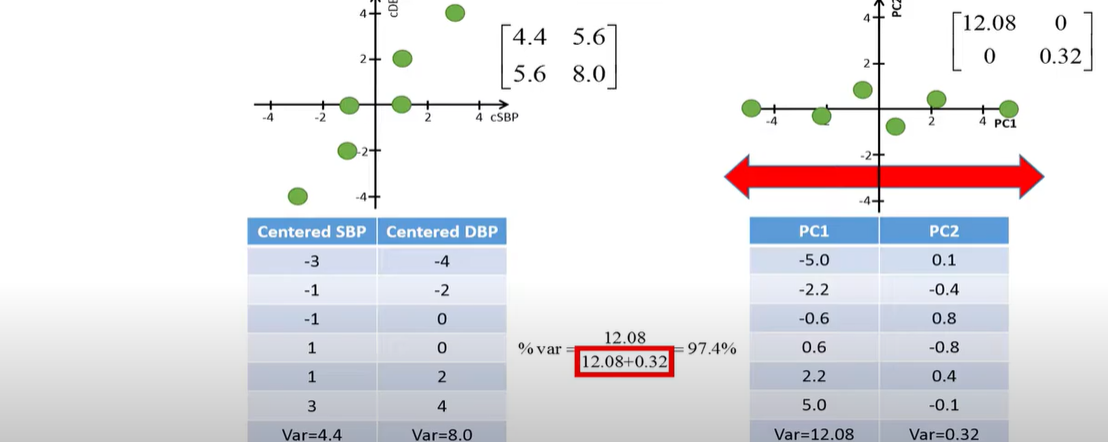 4
cDB
2
-4 -2 2 4 cSBP
-2
-4
4.4 5.6
5.6 8.0
4
PC2
2
-4 -2 2 4 PC1
-2
-4
12.08 0
0 0.32
Centered SBP Centered DBP
-3 -4
-1 -2
-1 0
1 0
1 2
3 4
Var=4.4 Var=8.0
% var = 12.08 / 12.08+0.32 = 97.4%
PC1 PC2
-5.0 0.1
-2.2 -0.4
-0.6 0.8
0.6 -0.8
2.2 0.4
5.0 -0.1
Var=12.08 Var=0.32